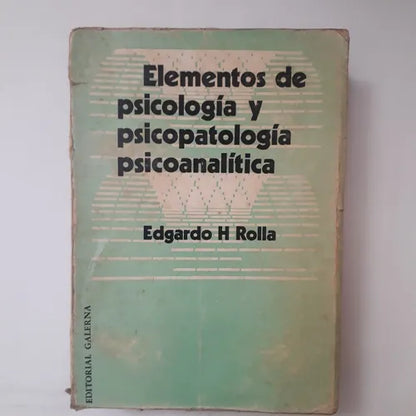 Elementos de
psicología y
psicopatología
psicoanalítica
Edgardo H Rolla
EDITORIAL GALERNA